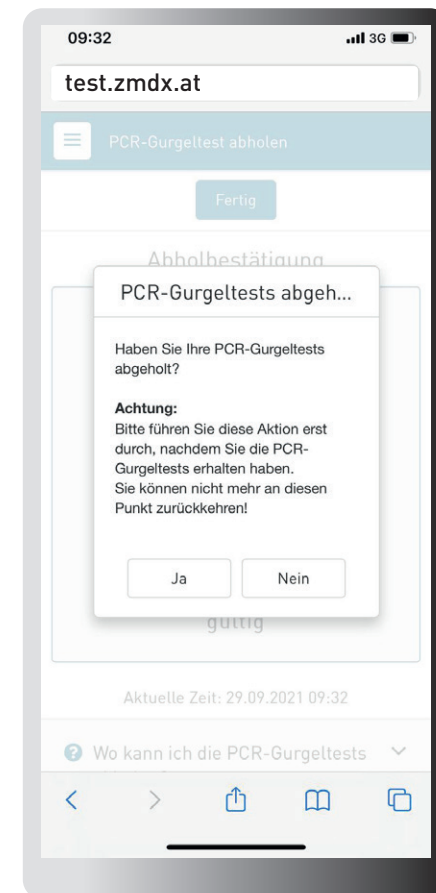 09:32
3G
test.zmdx.at
PCR-Gurgeltest abholen
Fertig
Abholbestätigung
PCR-Gurgeltests abgeh...
Haben Sie Ihre PCR-Gurgeltests
abgeholt?
Achtung:
Bitte führen Sie diese Aktion erst
durch, nachdem Sie die PCR-
Gurgeltests erhalten haben.
Sie können nicht mehr an diesen
Punkt zurückkehren!
Ja
Nein
gültig
Aktuelle Zeit: 29.09.2021 09:32
Wo kann ich die PCR-Gurgeltests